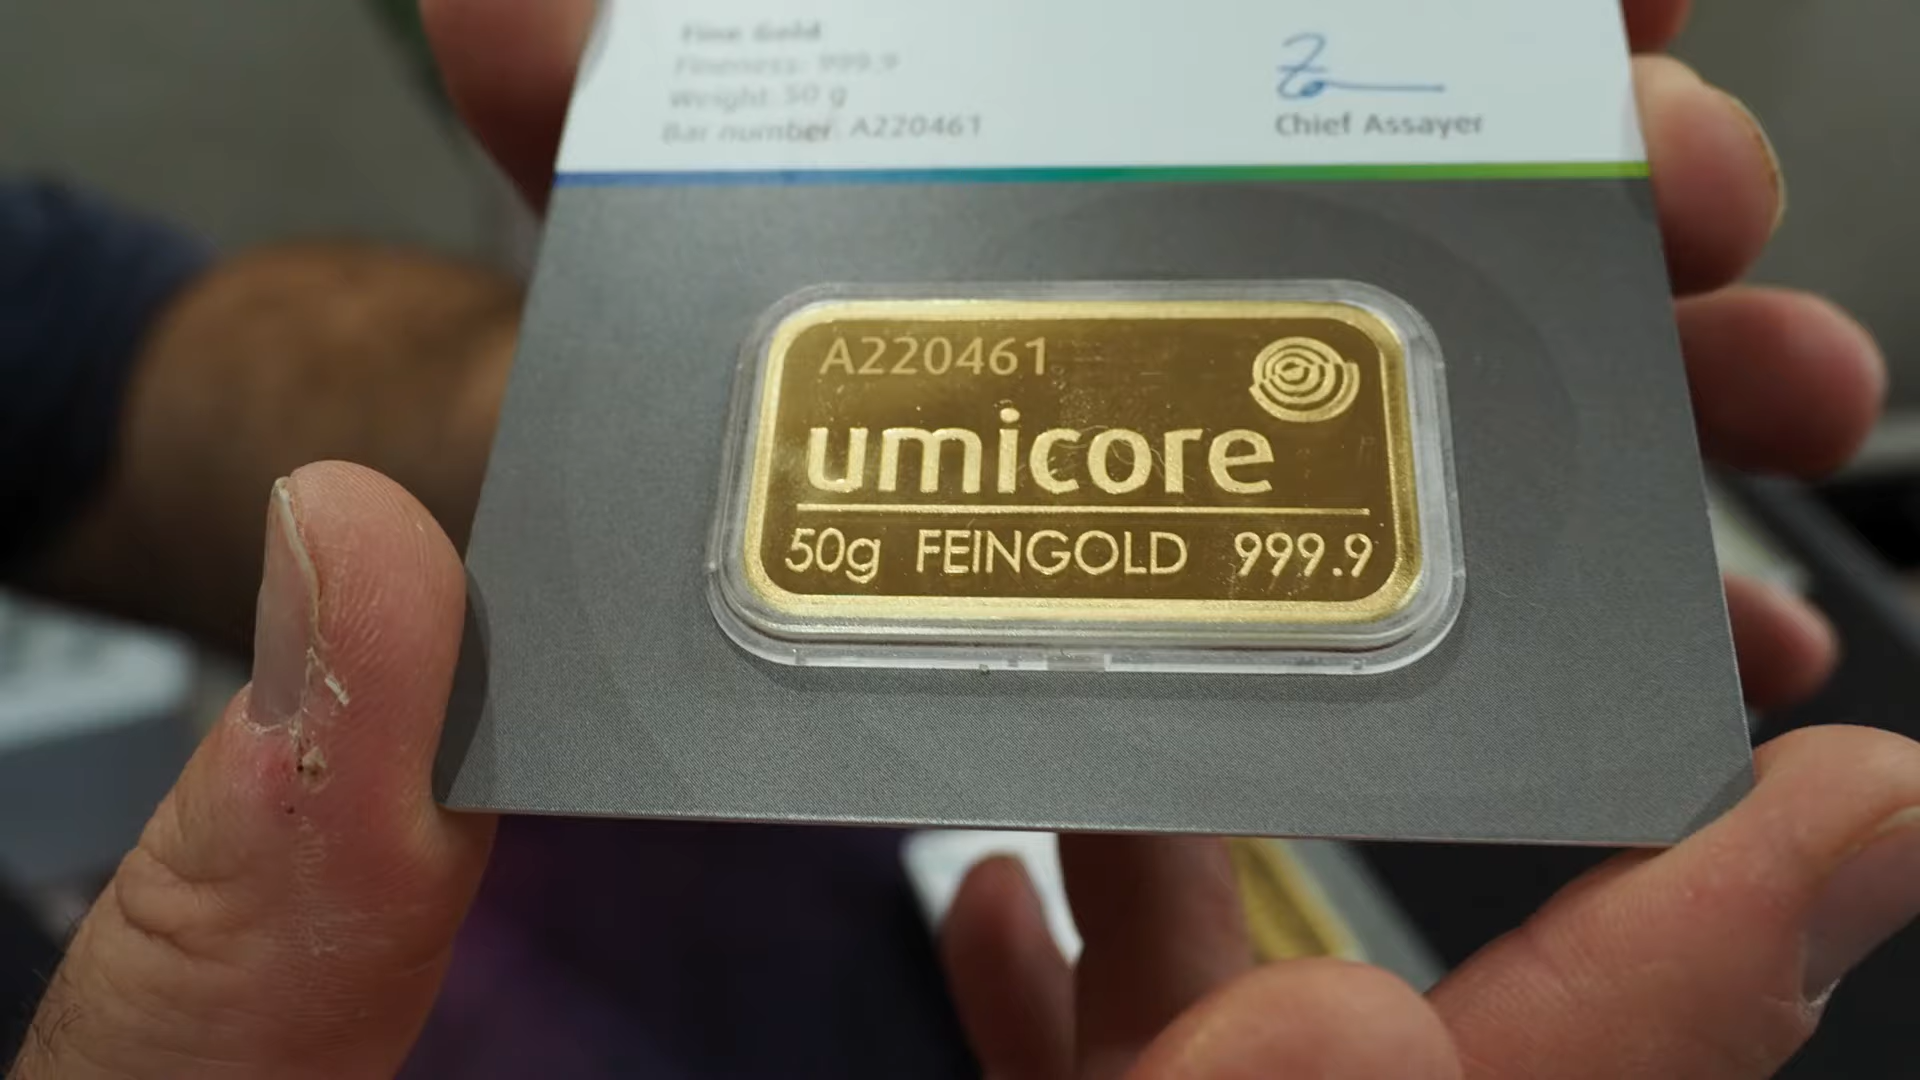 Fine Gold
Fineness: 999.9
Weight: 50 g
Bar number: A220461
Chief Assayer
A220461
umicore
50g FEINGOLD 999.9